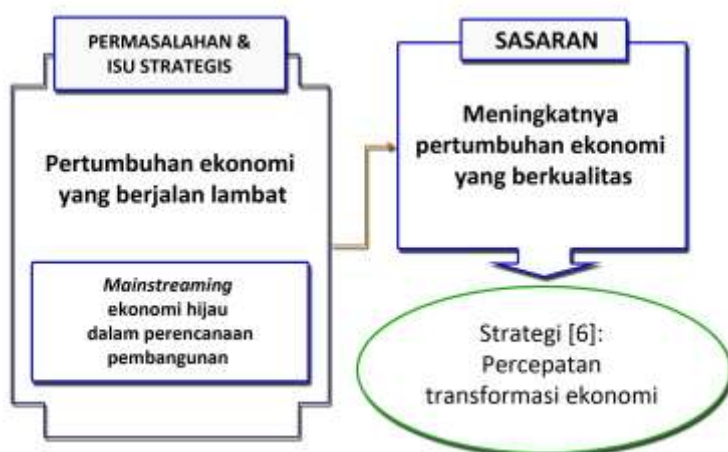 PERMASALAHAN &
ISU STRATEGIS
Pertumbuhan ekonomi
yang berjalan lambat
Mainstreaming
ekonomi hijau
dalam perencanaan
pembangunan
SASARAN
Meningkatnya
pertumbuhan ekonomi
yang berkualitas
Strategi [6]:
Percepatan
transformasi ekonomi